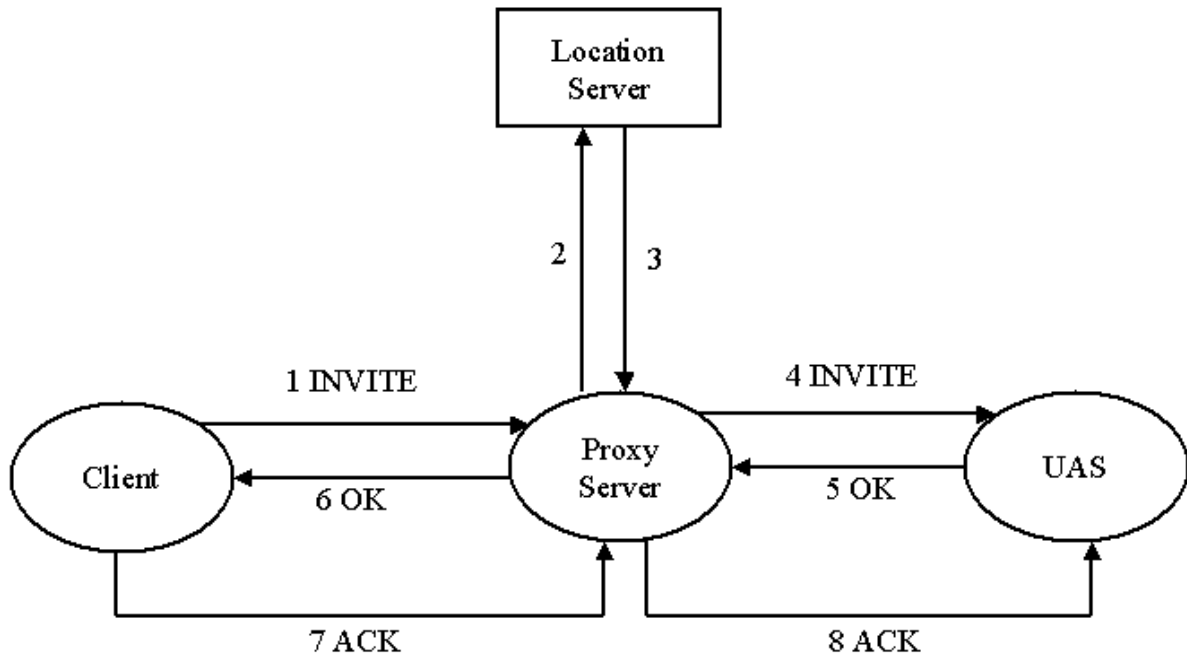 Location
Server
2
3
1 INVITE
4 INVITE
Client
Proxy
Server
UAS
6 OK
5 OK
7 ACK
8 ACK